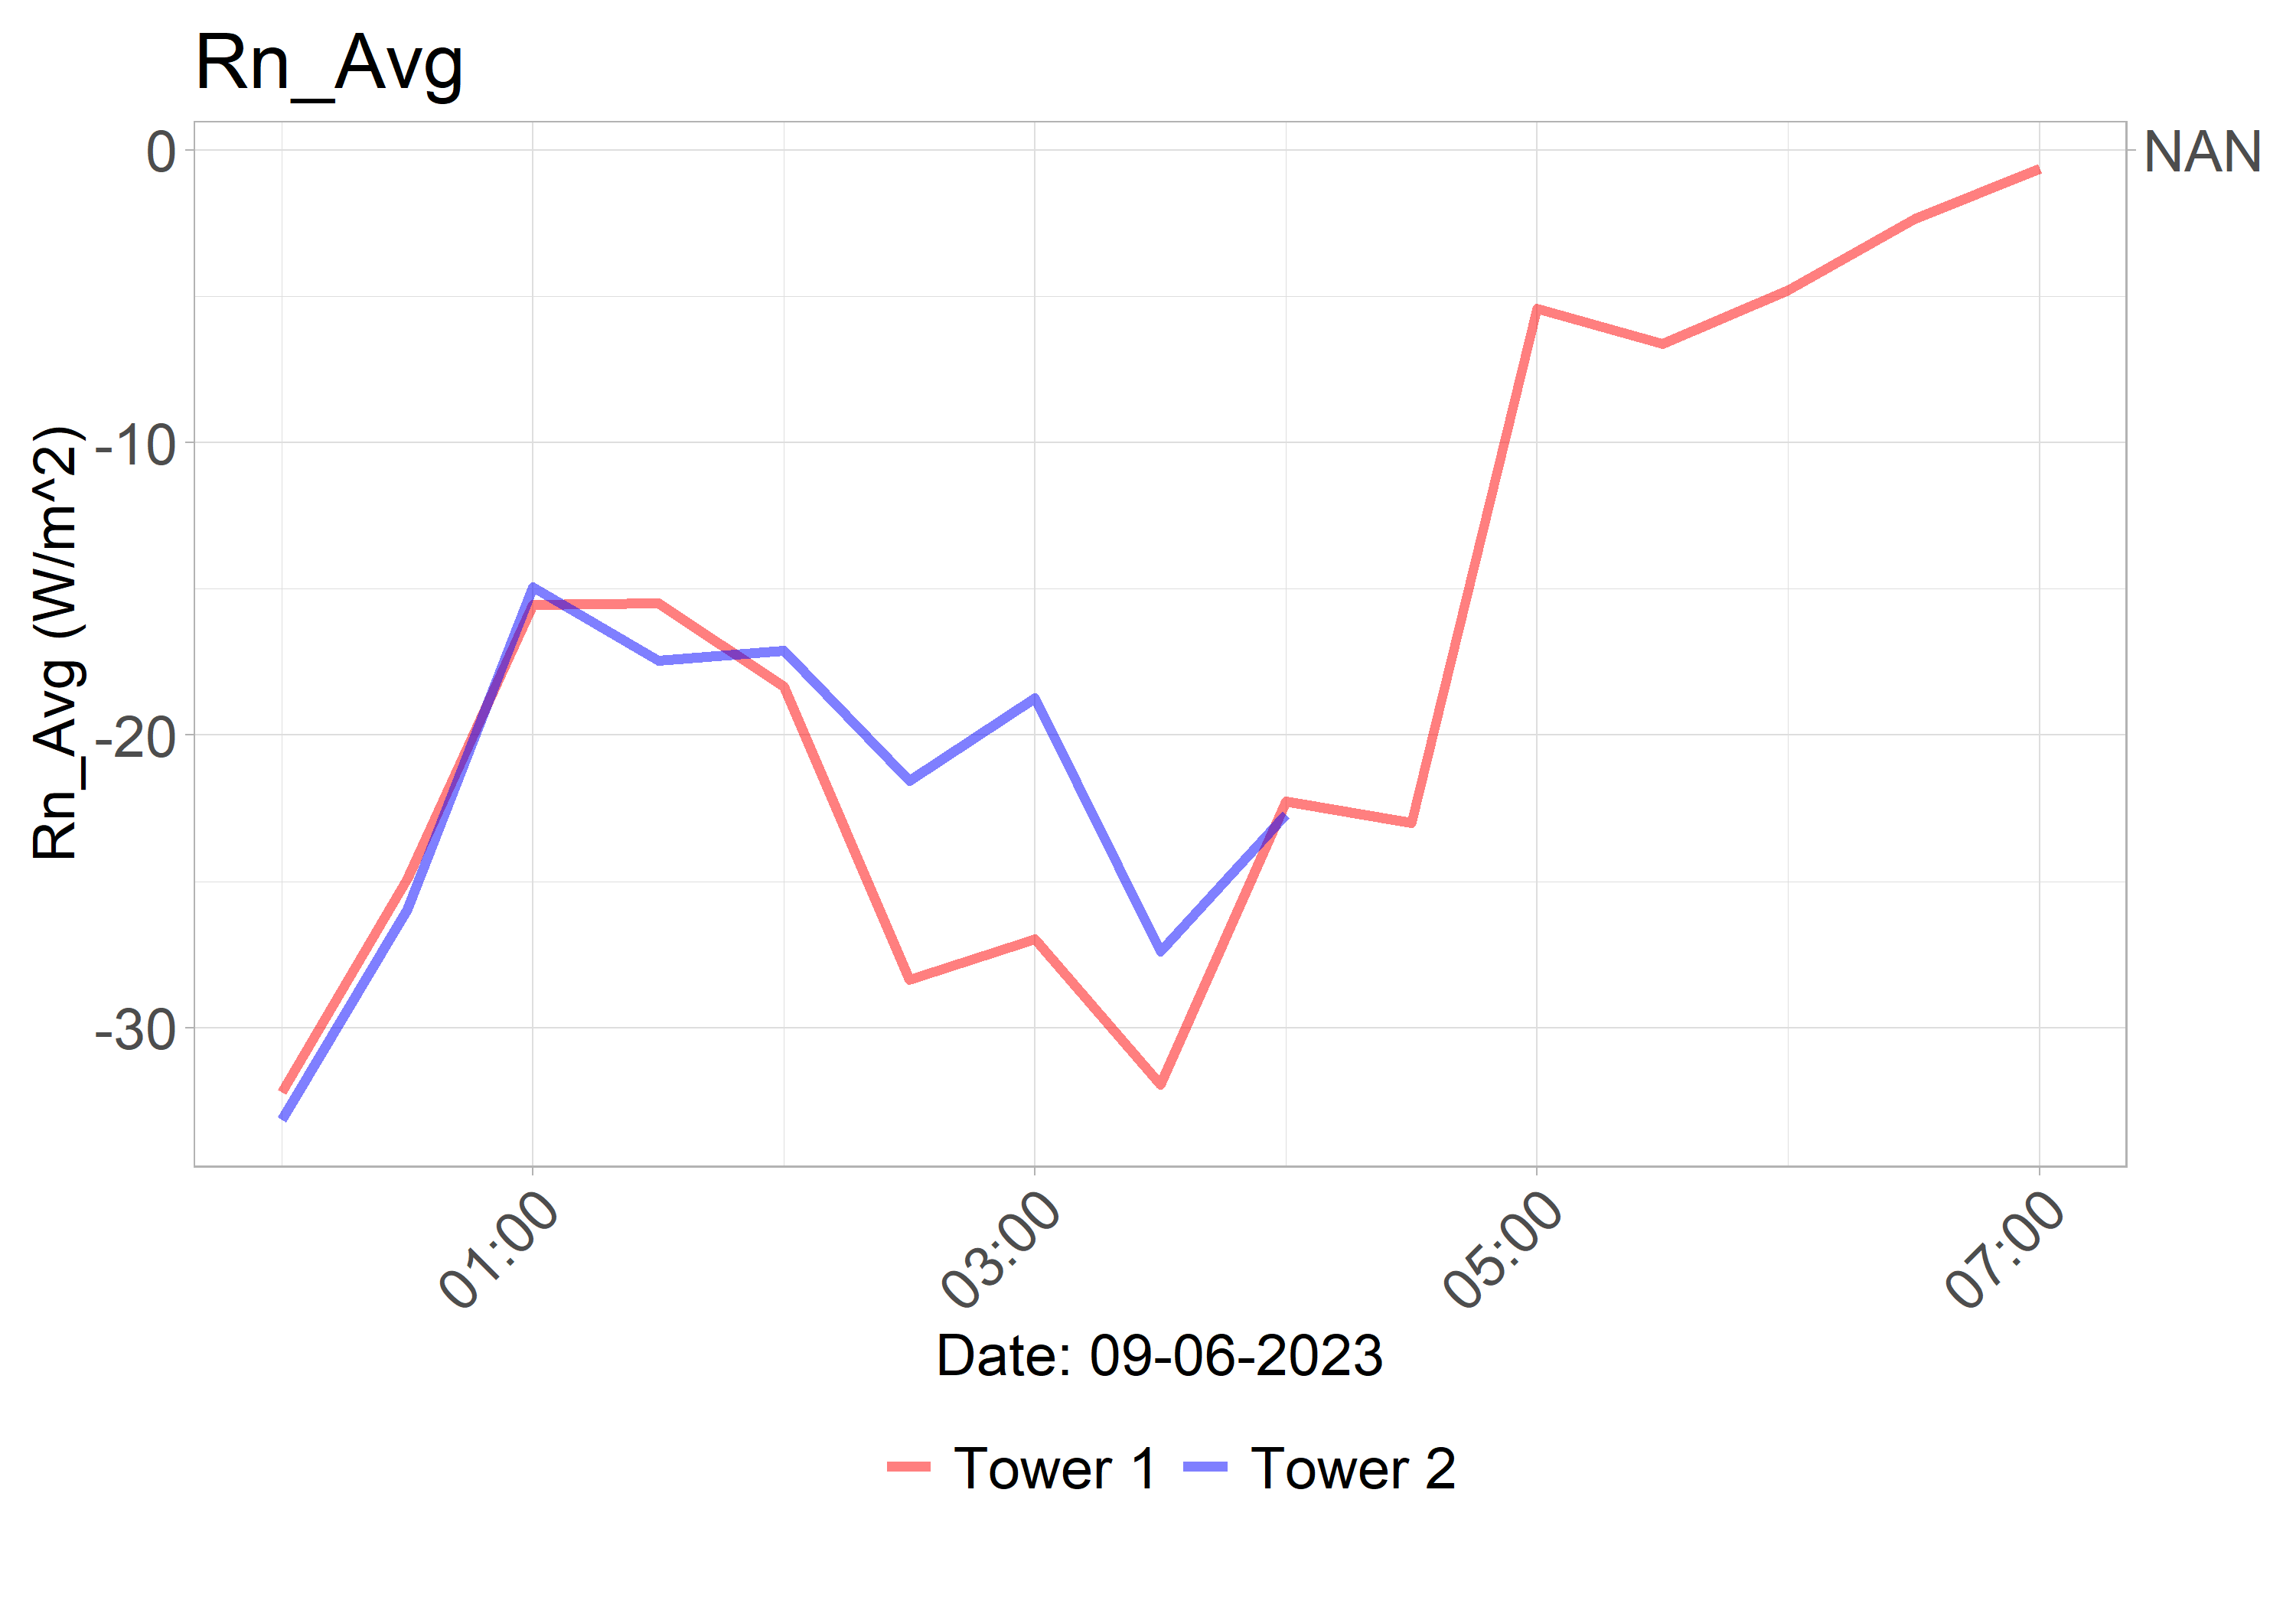 Rn_Avg
0
NAN
-10
-20
-30
Rn_Avg (W/m^2)
01:00
03:00
05:00
07:00
Date: 09-06-2023
Tower 1
Tower 2